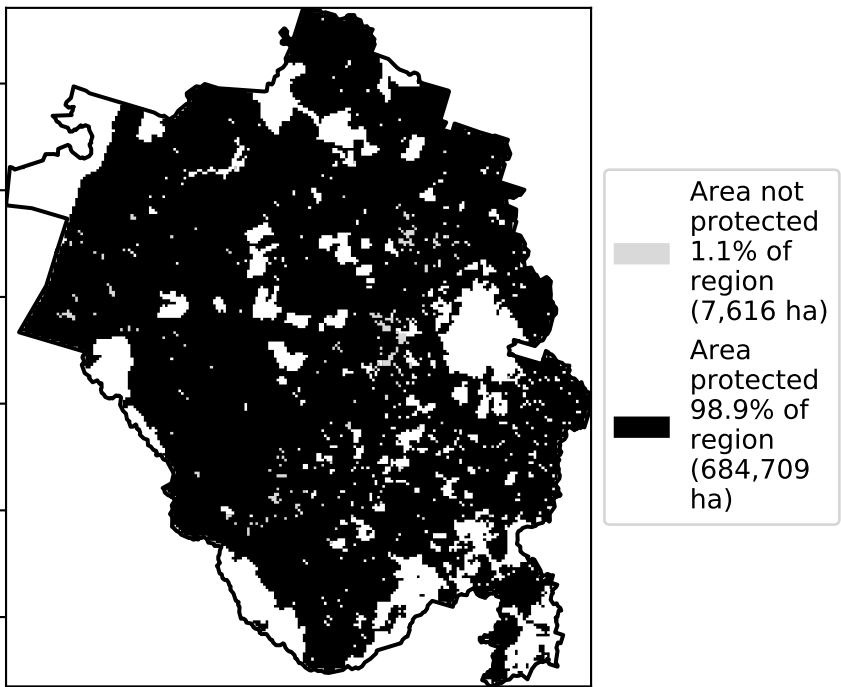 Area not
protected
1.1% of
region
(7,616 ha)
Area
protected
98.9% of
region
(684,709
ha)